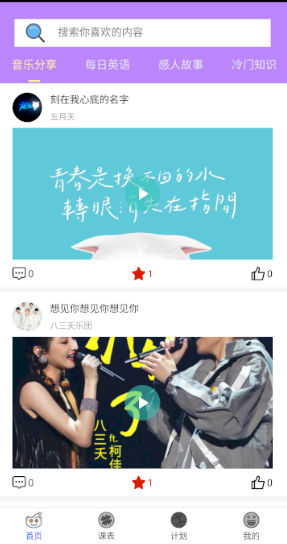 搜索你喜欢的内容
音乐分享 每日英语 感人故事 冷门知识
刻在我心底的名字
五月天
青春是挽不回的水
轉眼消失在指間
0 1 0
想见你想见你想见你
八三天乐团
了
八三夭
ft.柯佳
0 1 0
首页 课表 计划 我的